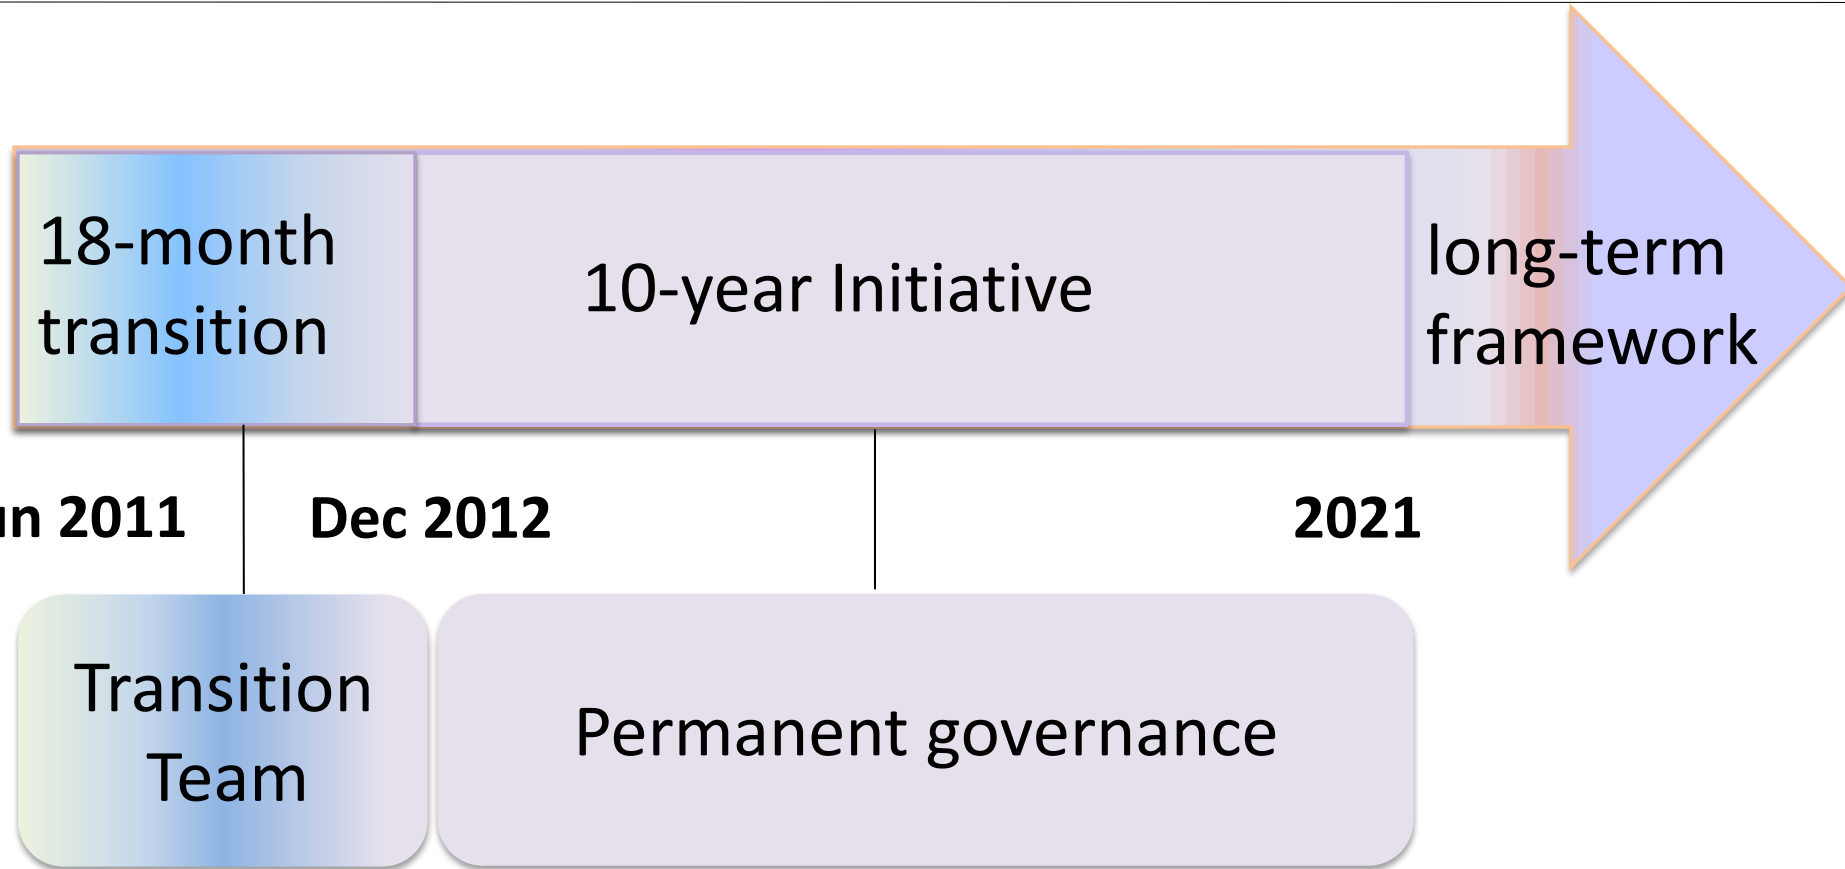 18-month
transition
10-year Initiative
long-term
framework
2011
Dec 2012
2021
Transition
Team
Permanent governance